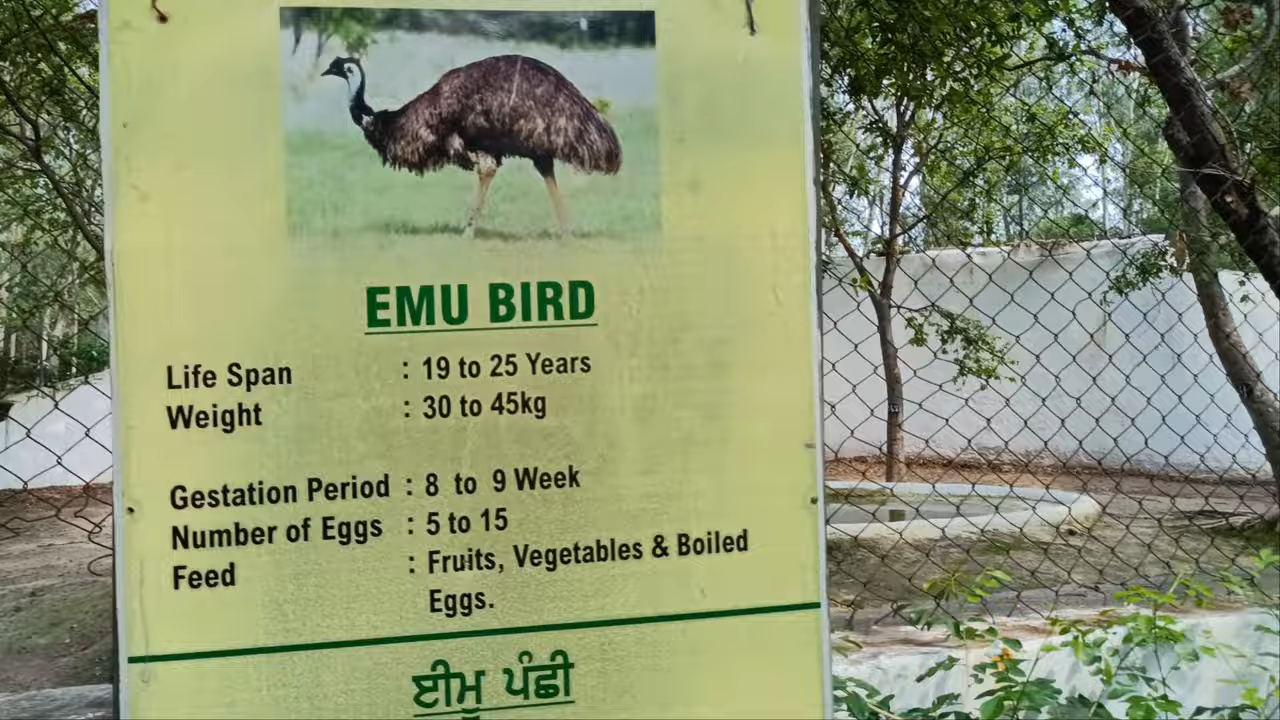 EMU BIRD
Life Span : 19 to 25 Years
Weight : 30 to 45kg
Gestation Period : 8 to 9 Week
Number of Eggs : 5 to 15
Feed : Fruits, Vegetables & Boiled
Eggs.
ਈਮੂ ਪੰਛੀ